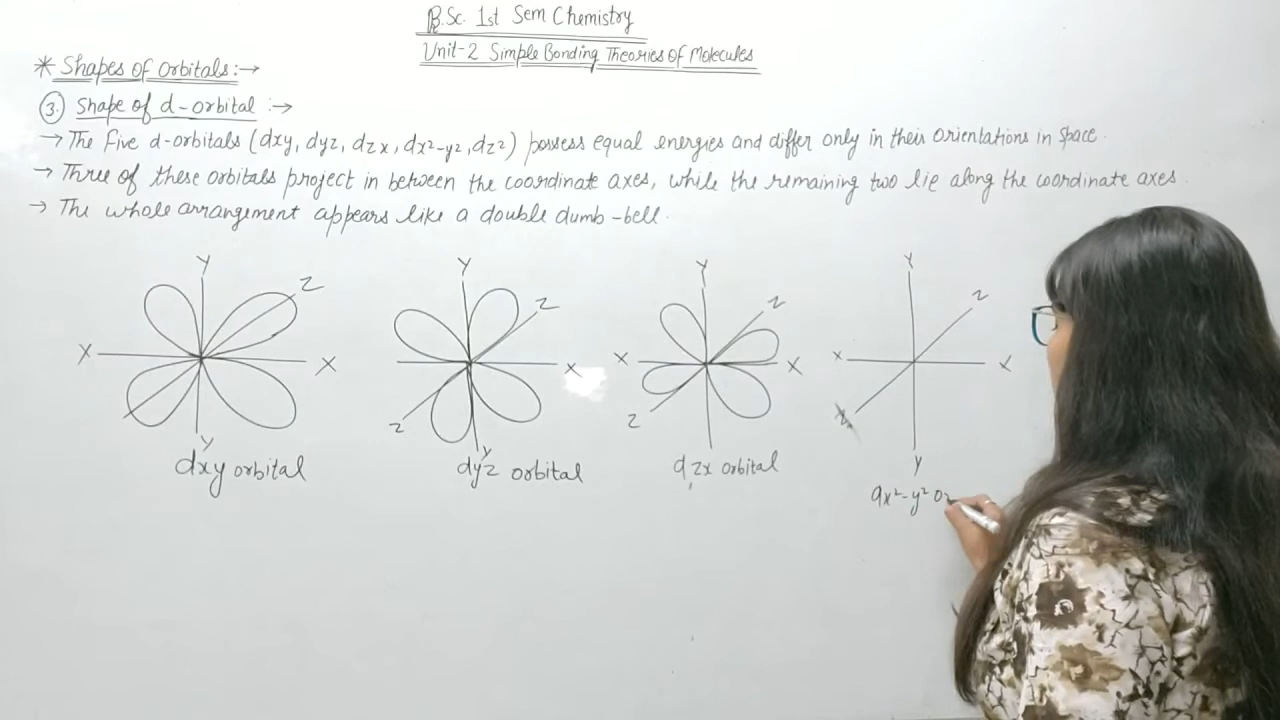 B.Sc. 1st Sem Chemistry
Unit-2 Simple Bonding Theories of Molecules
* Shapes of Orbitals:→
3. Shape of d-orbital :→
→ The five d-orbitals (dxy, dyz, dzx, dx²-y², dz²) possess equal energies and differ only in their orientations in space.
→ Three of these orbitals project in between the coordinate axes, while the remaining two lie along the coordinate axes.
→ The whole arrangement appears like a double dumb-bell.
Y Y Y Y
Z Z Z Z
X X X X X X X
Z Z
Y Y Y
dxy orbital dyz orbital dzx orbital
dx²-y² o